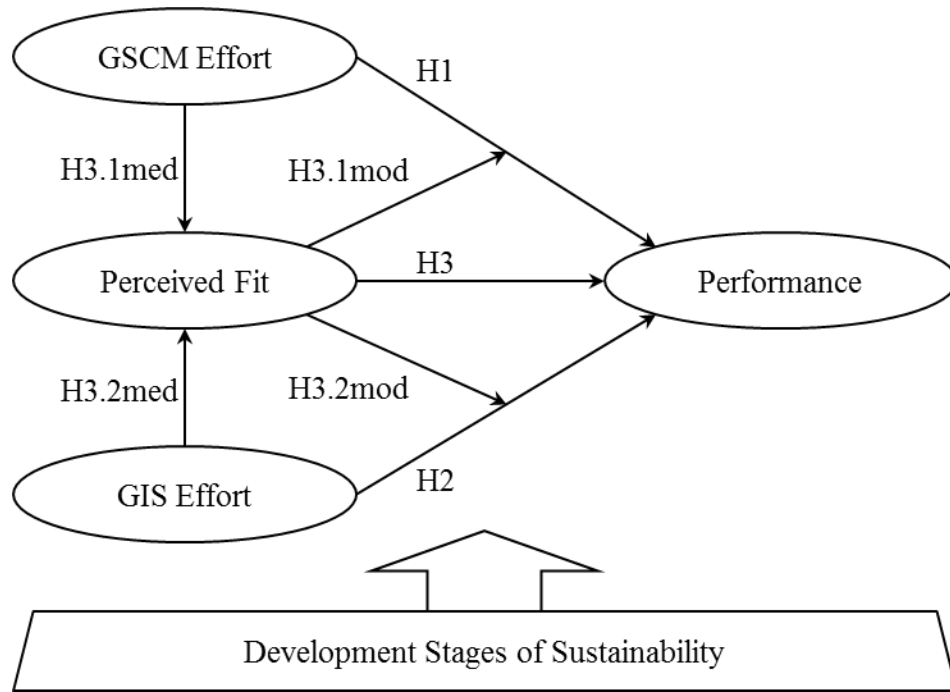 GSCM Effort
H1
H3.1med
H3.1mod
Perceived Fit
H3
Performance
H3.2med
H3.2mod
GIS Effort
H2
Development Stages of Sustainability